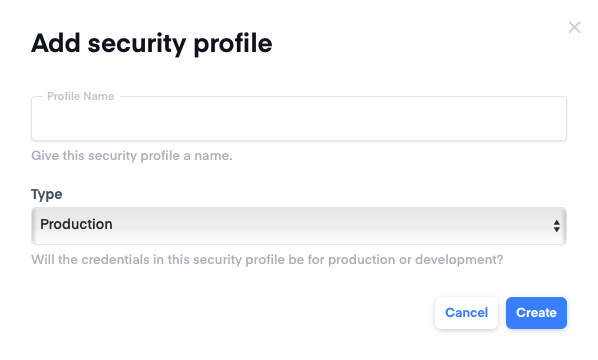 Add security profile
Profile Name
Give this security profile a name.
Type
Production
Will the credentials in this security profile be for production or development?
Cancel
Create